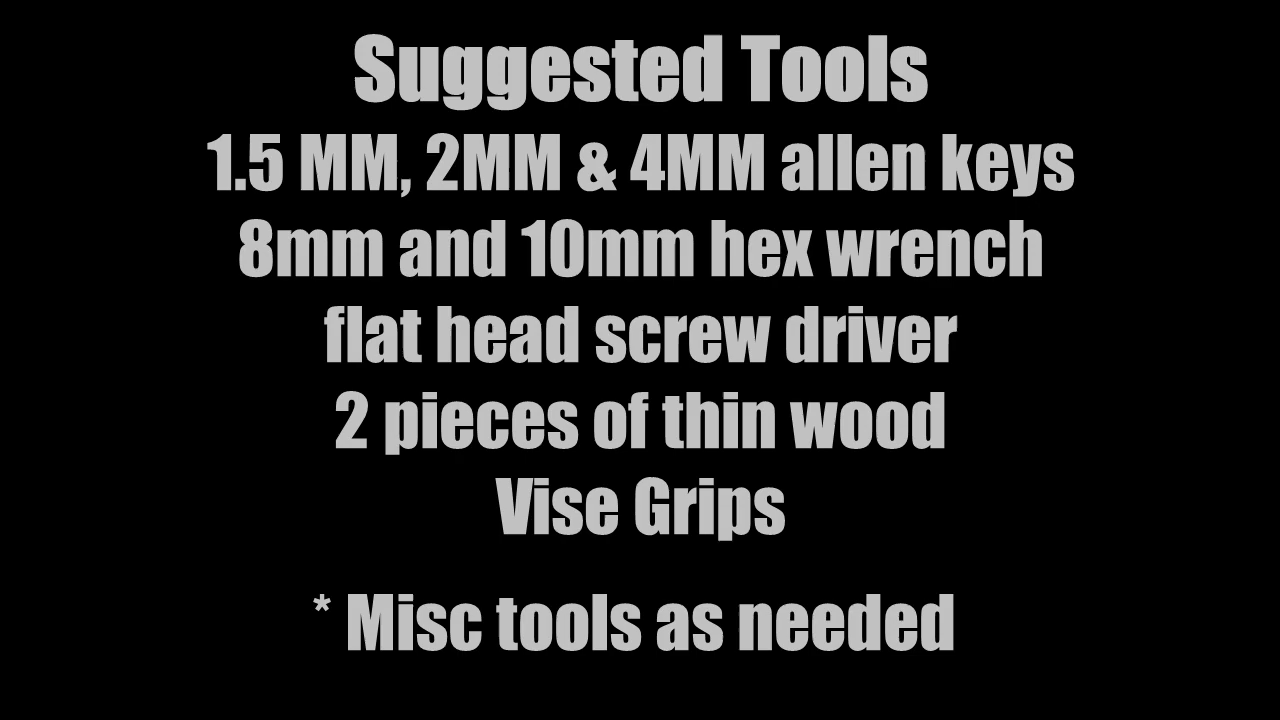 Suggested Tools
1.5 MM, 2MM & 4MM allen keys
8mm and 10mm hex wrench
flat head screw driver
2 pieces of thin wood
Vise Grips
* Misc tools as needed